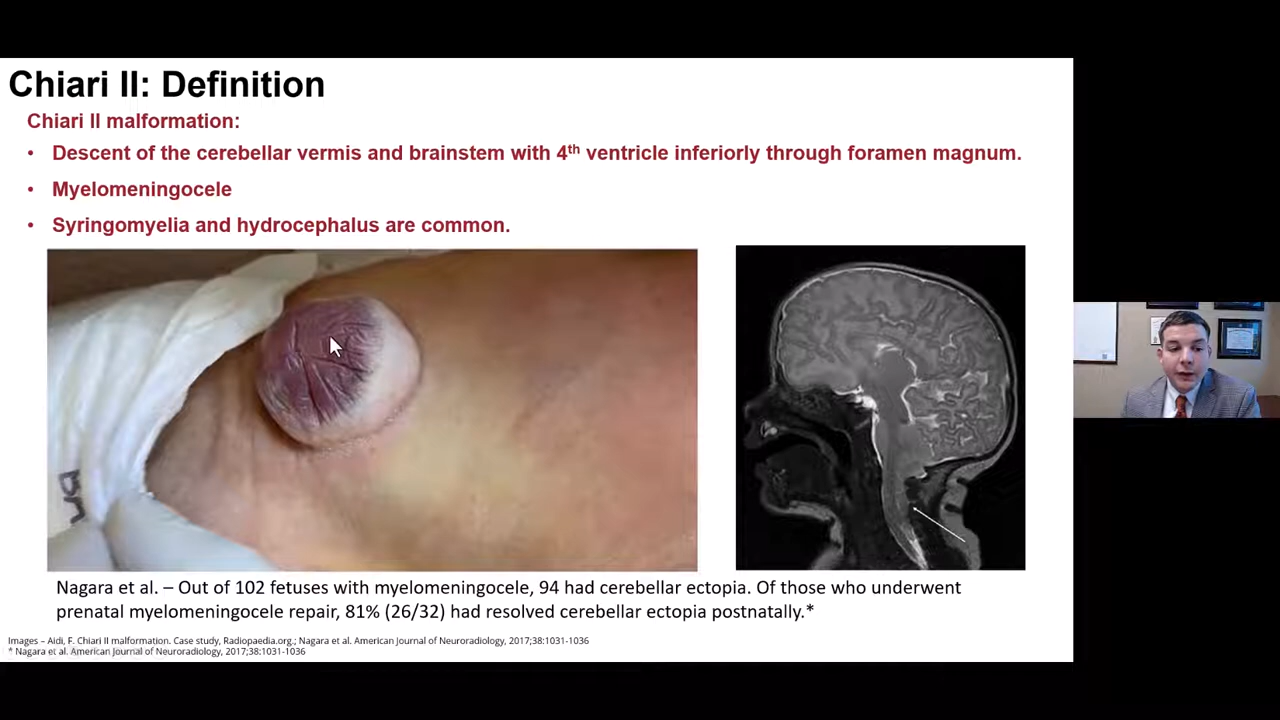 Chiari II: Definition
Chiari II malformation:
• Descent of the cerebellar vermis and brainstem with 4th ventricle inferiorly through foramen magnum.
• Myelomeningocele
• Syringomyelia and hydrocephalus are common.
Nagara et al. – Out of 102 fetuses with myelomeningocele, 94 had cerebellar ectopia. Of those who underwent
prenatal myelomeningocele repair, 81% (26/32) had resolved cerebellar ectopia postnatally.*
Images – Aidi, F. Chiari II malformation. Case study, Radiopaedia.org.; Nagara et al. American Journal of Neuroradiology, 2017;38:1031-1036
* Nagara et al. American Journal of Neuroradiology, 2017;38:1031-1036